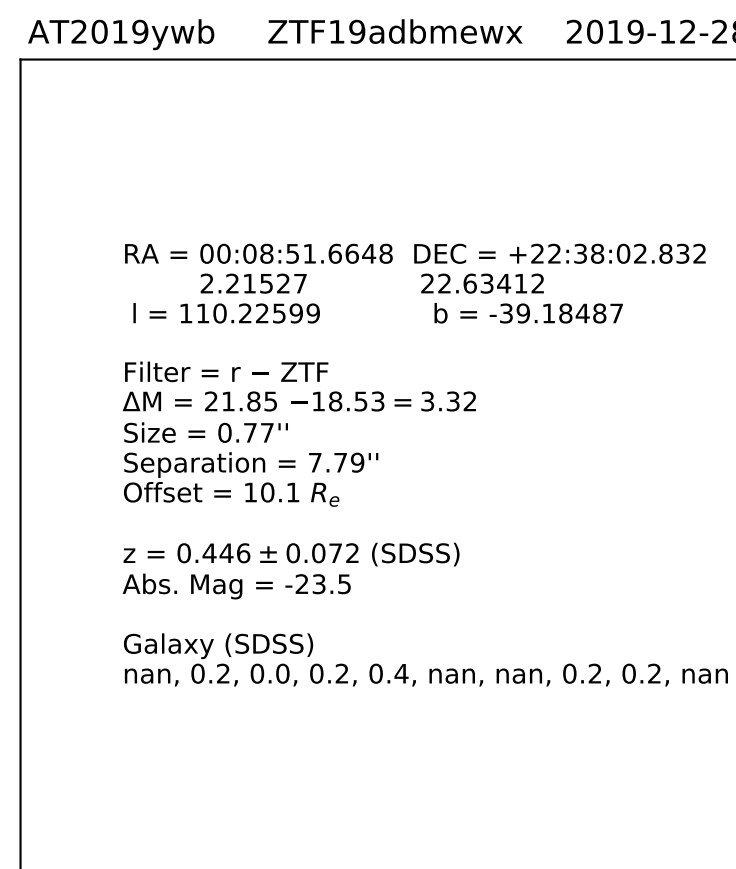 AT2019ywb ZTF19adbmewx 2019-12-28
RA = 00:08:51.6648 DEC = +22:38:02.832
2.21527 22.63412
l = 110.22599 b = -39.18487
Filter = r − ZTF
ΔM = 21.85 −18.53 = 3.32
Size = 0.77''
Separation = 7.79''
Offset = 10.1 Rₑ
z = 0.446 ± 0.072 (SDSS)
Abs. Mag = -23.5
Galaxy (SDSS)
nan, 0.2, 0.0, 0.2, 0.4, nan, nan, 0.2, 0.2, nan